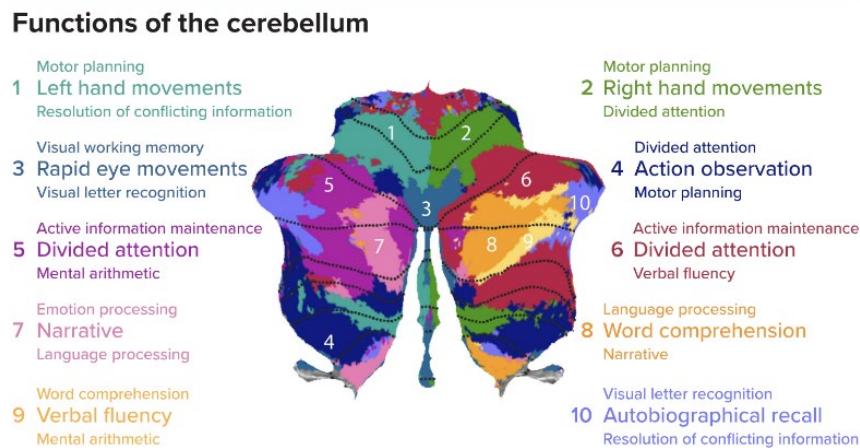 Functions of the cerebellum
Motor planning
1 Left hand movements
Resolution of conflicting information
Motor planning
2 Right hand movements
Divided attention
Visual working memory
3 Rapid eye movements
Visual letter recognition
Divided attention
4 Action observation
Motor planning
Active information maintenance
5 Divided attention
Mental arithmetic
Active information maintenance
6 Divided attention
Verbal fluency
Emotion processing
7 Narrative
Language processing
Language processing
8 Word comprehension
Narrative
Word comprehension
9 Verbal fluency
Mental arithmetic
Visual letter recognition
10 Autobiographical recall
Resolution of conflicting information
1
2
5
6
3
10
7
8
9
4